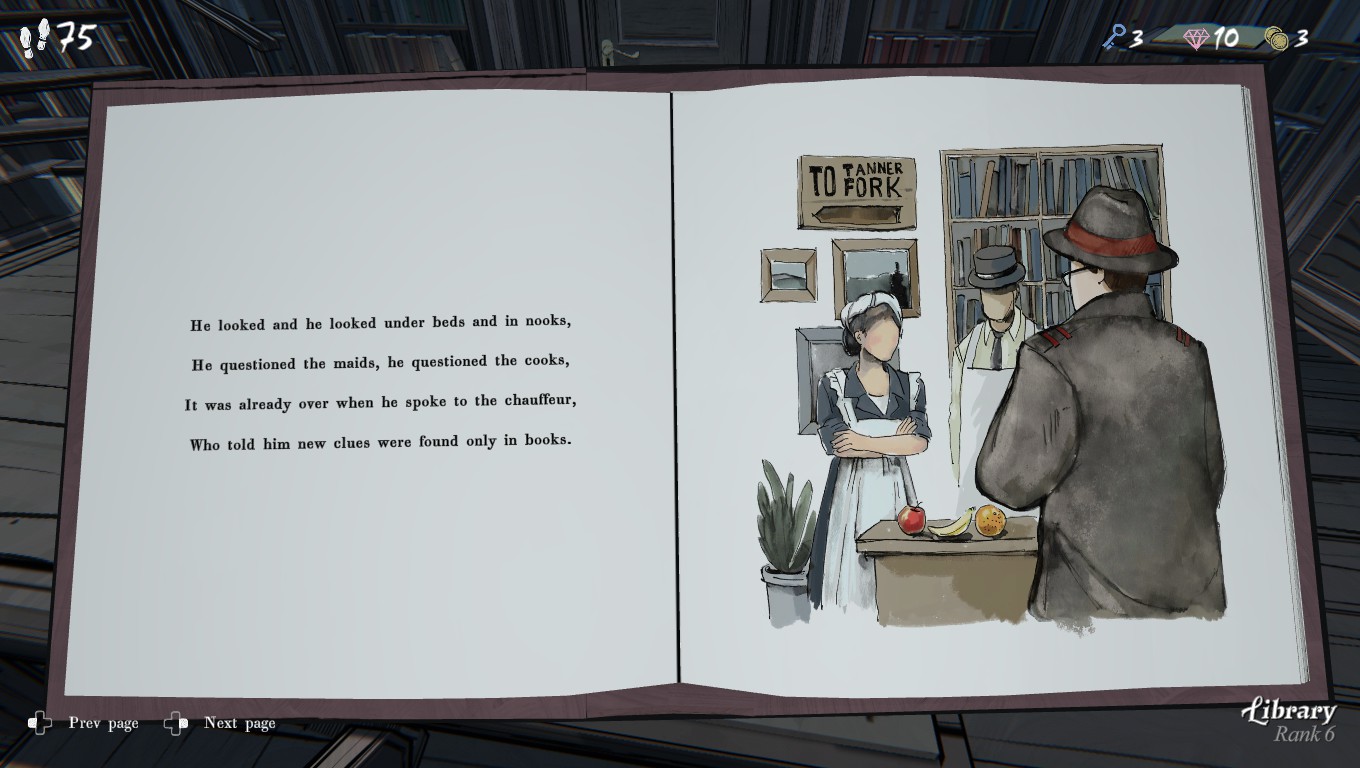 75
3
10
3
TO TANNER FORK
He looked and he looked under beds and in nooks,
He questioned the maids, he questioned the cooks,
It was already over when he spoke to the chauffeur,
Who told him new clues were found only in books.
Prev page
Next page
Library
Rank 6